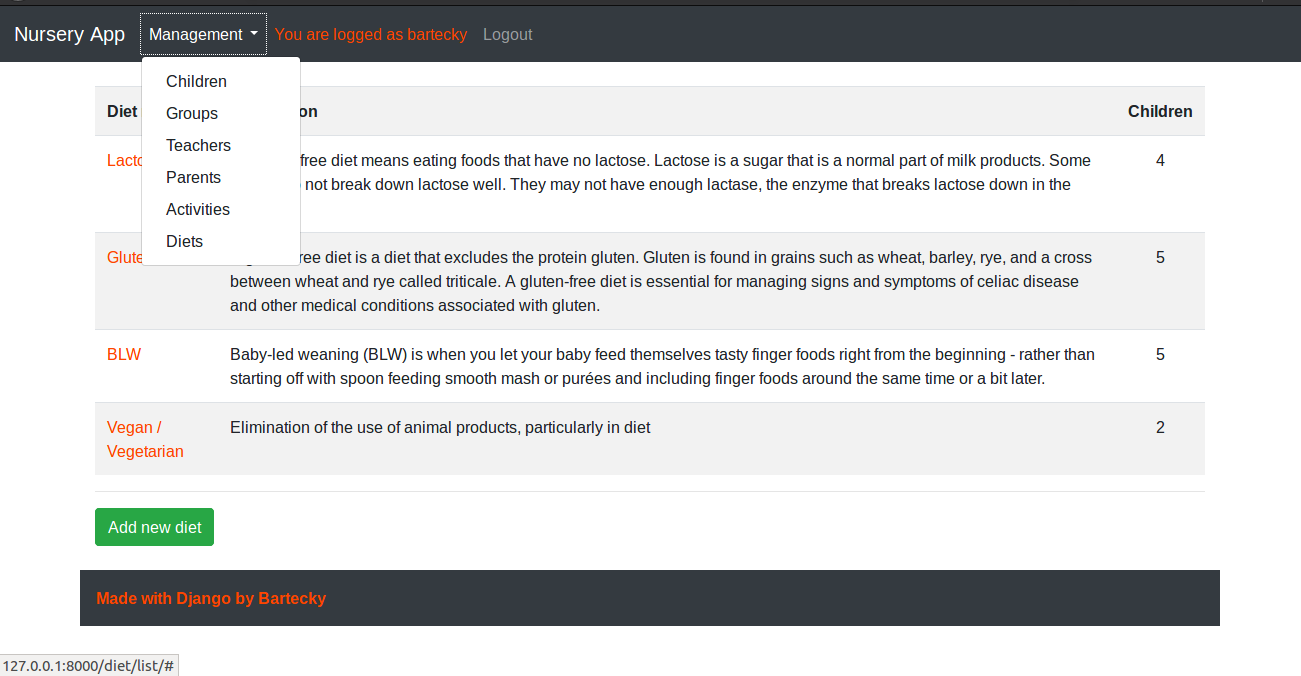 Nursery App Management You are logged as bartecky Logout
Children
Groups
Teachers
Parents
Activities
Diets
Diet on Children
Lacto free diet means eating foods that have no lactose. Lactose is a sugar that is a normal part of milk products. Some 4
not break down lactose well. They may not have enough lactase, the enzyme that breaks lactose down in the
Glute ree diet is a diet that excludes the protein gluten. Gluten is found in grains such as wheat, barley, rye, and a cross 5
between wheat and rye called triticale. A gluten-free diet is essential for managing signs and symptoms of celiac disease
and other medical conditions associated with gluten.
BLW Baby-led weaning (BLW) is when you let your baby feed themselves tasty finger foods right from the beginning - rather than 5
starting off with spoon feeding smooth mash or purées and including finger foods around the same time or a bit later.
Vegan / Elimination of the use of animal products, particularly in diet 2
Vegetarian
Add new diet
Made with Django by Bartecky
127.0.0.1:8000/diet/list/#